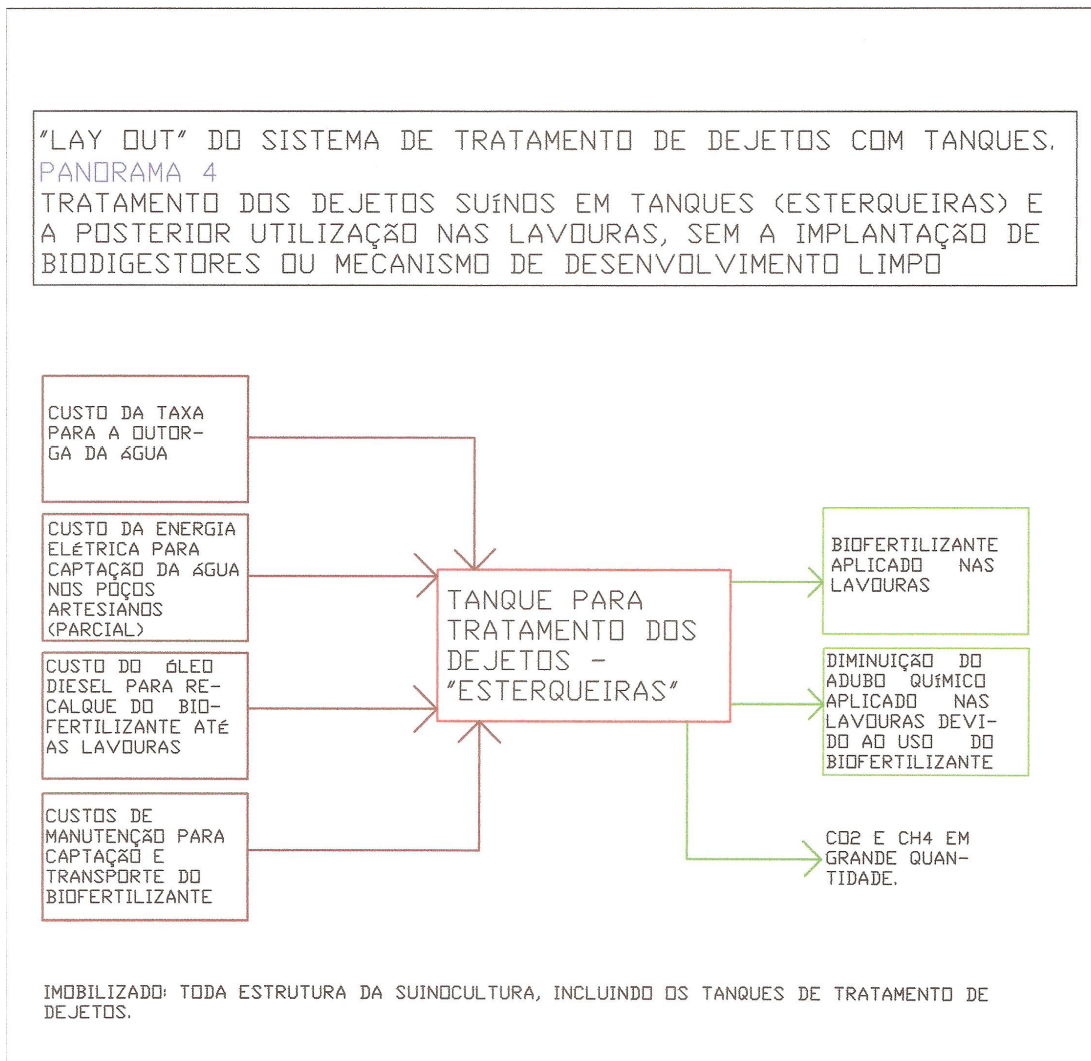 "LAY OUT" DO SISTEMA DE TRATAMENTO DE DEJETOS COM TANQUES.
PANORAMA 4
TRATAMENTO DOS DEJETOS SUíNOS EM TANQUES (ESTERQUEIRAS) E
A POSTERIOR UTILIZAÇãO NAS LAVOURAS, SEM A IMPLANTAÇãO DE
BIODIGESTORES OU MECANISMO DE DESENVOLVIMENTO LIMPO
CUSTO DA TAXA
PARA A OUTOR-
GA DA áGUA
CUSTO DA ENERGIA
ELéTRICA PARA
CAPTAÇãO DA áGUA
NOS POÇOS
ARTESIANOS
(PARCIAL)
CUSTO DO óLEO
DIESEL PARA RE-
CALQUE DO BIO-
FERTILIZANTE ATé
AS LAVOURAS
CUSTOS DE
MANUTENÇãO PARA
CAPTAÇãO E
TRANSPORTE DO
BIOFERTILIZANTE
TANQUE PARA
TRATAMENTO DOS
DEJETOS -
"ESTERQUEIRAS"
BIOFERTILIZANTE
APLICADO NAS
LAVOURAS
DIMINUIÇãO DO
ADUBO QUíMICO
APLICADO NAS
LAVOURAS DEVI-
DO AO USO DO
BIOFERTILIZANTE
CO2 E CH4 EM
GRANDE QUAN-
TIDADE.
IMOBILIZADO: TODA ESTRUTURA DA SUINOCULTURA, INCLUINDO OS TANQUES DE TRATAMENTO DE
DEJETOS.